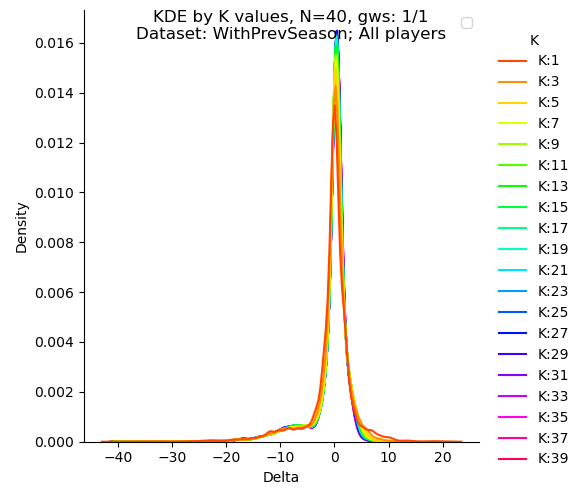 KDE by K values, N=40, gws: 1/1
Dataset: WithPrevSeason; All players
K
K:1
K:3
K:5
K:7
K:9
K:11
K:13
K:15
K:17
K:19
K:21
K:23
K:25
K:27
K:29
K:31
K:33
K:35
K:37
K:39
Density
0.016
0.014
0.012
0.010
0.008
0.006
0.004
0.002
0.000
−40 −30 −20 −10 0 10 20
Delta